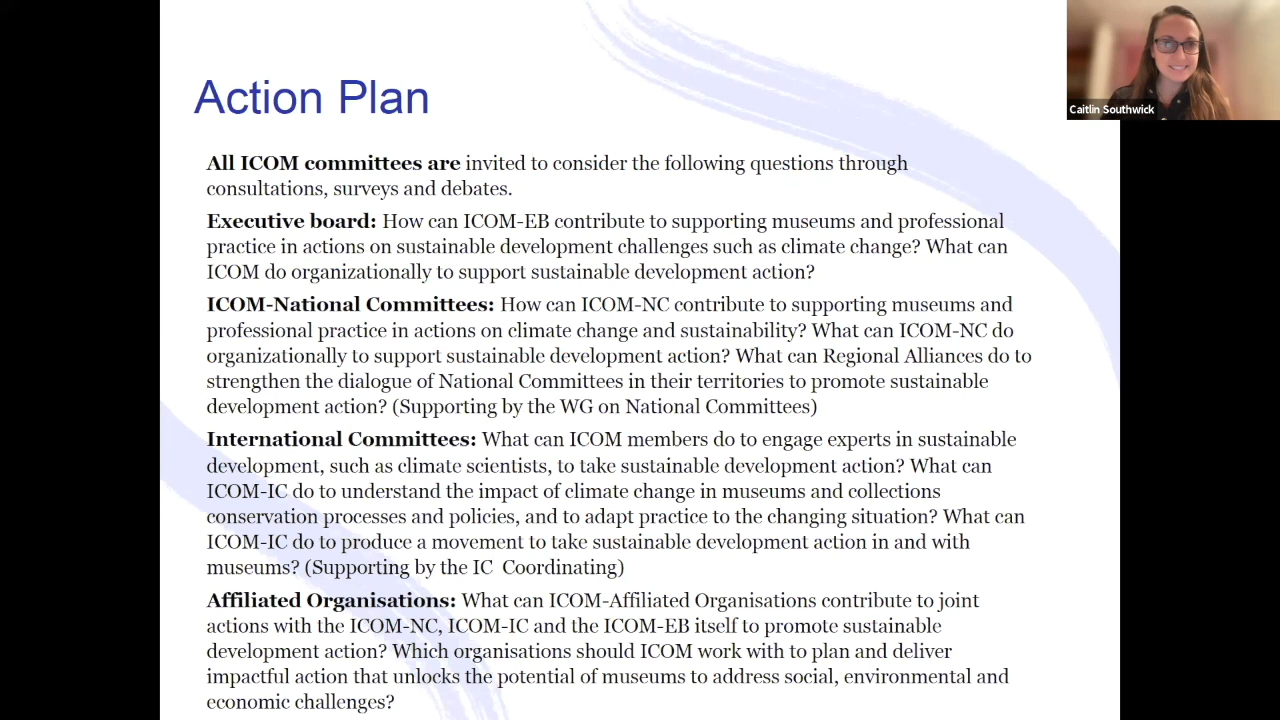 Action Plan
Caitlin Southwick
All ICOM committees are invited to consider the following questions through
consultations, surveys and debates.
Executive board: How can ICOM-EB contribute to supporting museums and professional
practice in actions on sustainable development challenges such as climate change? What can
ICOM do organizationally to support sustainable development action?
ICOM-National Committees: How can ICOM-NC contribute to supporting museums and
professional practice in actions on climate change and sustainability? What can ICOM-NC do
organizationally to support sustainable development action? What can Regional Alliances do to
strengthen the dialogue of National Committees in their territories to promote sustainable
development action? (Supporting by the WG on National Committees)
International Committees: What can ICOM members do to engage experts in sustainable
development, such as climate scientists, to take sustainable development action? What can
ICOM-IC do to understand the impact of climate change in museums and collections
conservation processes and policies, and to adapt practice to the changing situation? What can
ICOM-IC do to produce a movement to take sustainable development action in and with
museums? (Supporting by the IC  Coordinating)
Affiliated Organisations: What can ICOM-Affiliated Organisations contribute to joint
actions with the ICOM-NC, ICOM-IC and the ICOM-EB itself to promote sustainable
development action? Which organisations should ICOM work with to plan and deliver
impactful action that unlocks the potential of museums to address social, environmental and
economic challenges?